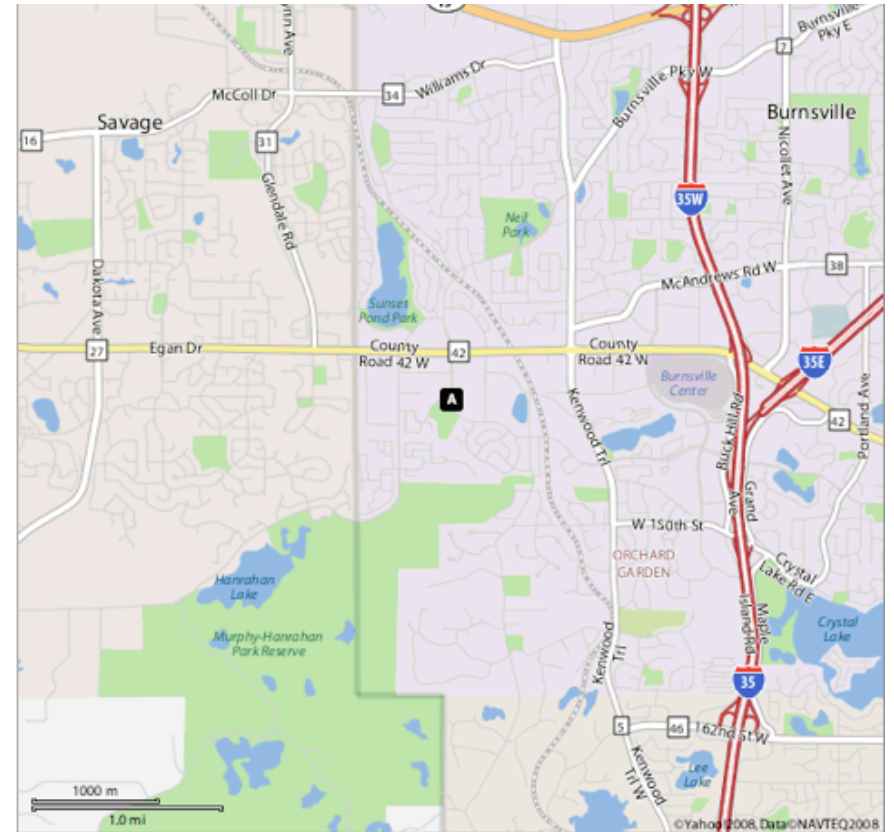 ynn Ave
Burnsville
Pky E
7
Williams Dr
Burnsville Pky W
McColl Dr
34
Savage
Burnsville
16
31
Nicollet Ave
Glendale Rd
35W
Neil
Park
38
McAndrews Rd W
Dakota Ave
Sunset
Pond Park
27
Egan Dr
County
Road 42 W
42
County
Road 42 W
35E
Burnsville
Center
A
Kenwood Trl
Buck Hill Rd
42
Portland Ave
Grand
Ave
W 150th St
ORCHARD
GARDEN
Crystal
Lake Rd E
Hanrahan
Lake
Maple
Island Rd
Crystal
Lake
Murphy-Hanrahan
Park Reserve
Kenwood
Trl
35
5
46
162nd St W
Kenwood
Trl W
Lee
Lake
1000 m
1.0 mi
©Yahoo! 2008, Data©NAVTEQ2008